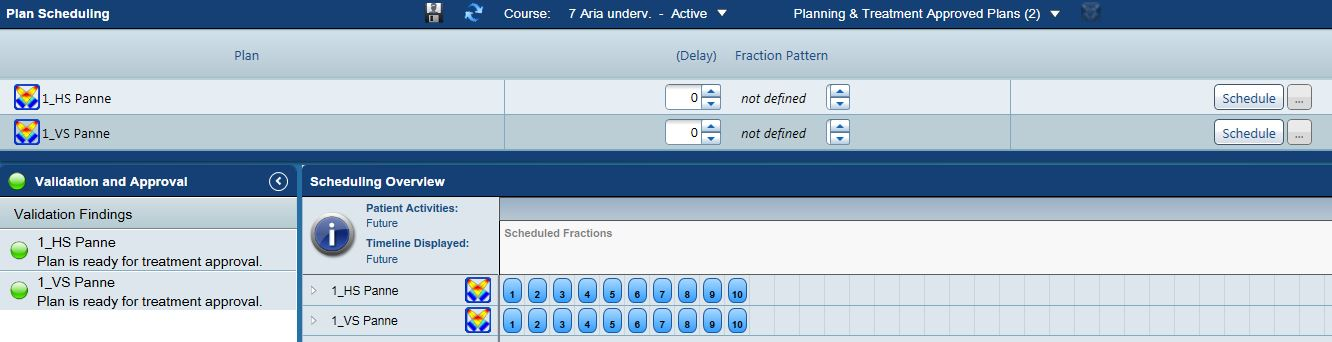 Plan Scheduling Course: 7 Aria underv. - Active Planning & Treatment Approved Plans (2)
Plan (Delay) Fraction Pattern
1_HS Panne 0 not defined Schedule ...
1_VS Panne 0 not defined Schedule ...
Validation and Approval
Validation Findings
1_HS Panne
Plan is ready for treatment approval.
1_VS Panne
Plan is ready for treatment approval.
Scheduling Overview
Patient Activities:
Future
Timeline Displayed:
Future
Scheduled Fractions
1_HS Panne 1 2 3 4 5 6 7 8 9 10
1_VS Panne 1 2 3 4 5 6 7 8 9 10